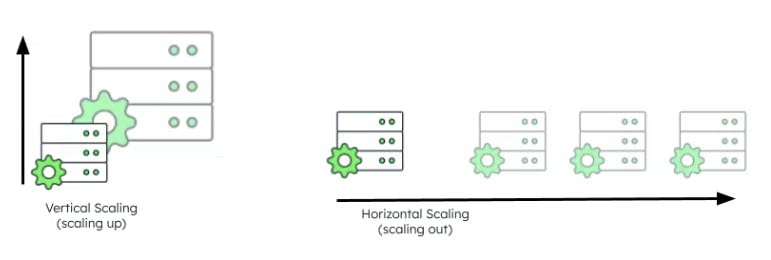 Vertical Scaling
(scaling up)
Horizontal Scaling
(scaling out)